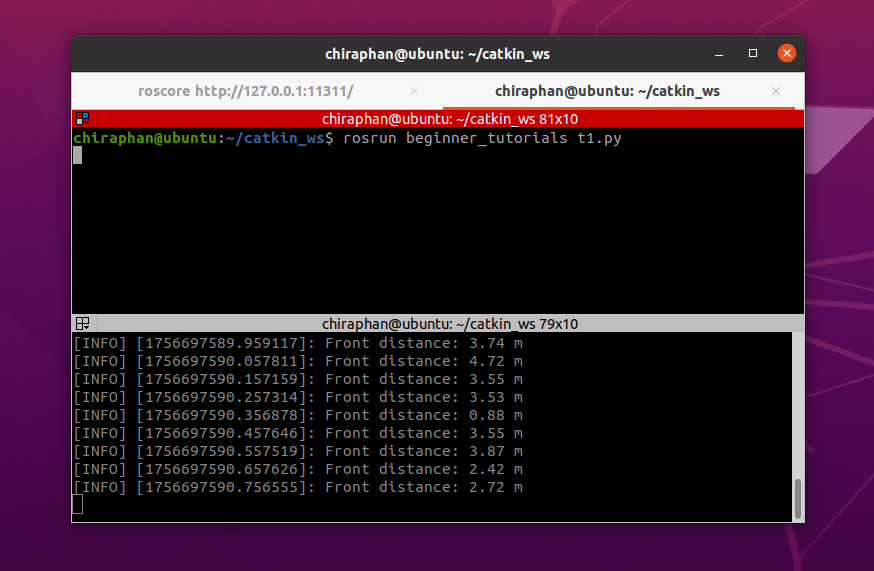 chiraphan@ubuntu: ~/catkin_ws
roscore http://127.0.0.1:11311/
chiraphan@ubuntu: ~/catkin_ws
chiraphan@ubuntu: ~/catkin_ws 81x10
chiraphan@ubuntu:~/catkin_ws$ rosrun beginner_tutorials t1.py
chiraphan@ubuntu: ~/catkin_ws 79x10
[INFO] [1756697589.959117]: Front distance: 3.74 m
[INFO] [1756697590.057811]: Front distance: 4.72 m
[INFO] [1756697590.157159]: Front distance: 3.55 m
[INFO] [1756697590.257314]: Front distance: 3.53 m
[INFO] [1756697590.356878]: Front distance: 0.88 m
[INFO] [1756697590.457646]: Front distance: 3.55 m
[INFO] [1756697590.557519]: Front distance: 3.87 m
[INFO] [1756697590.657626]: Front distance: 2.42 m
[INFO] [1756697590.756555]: Front distance: 2.72 m